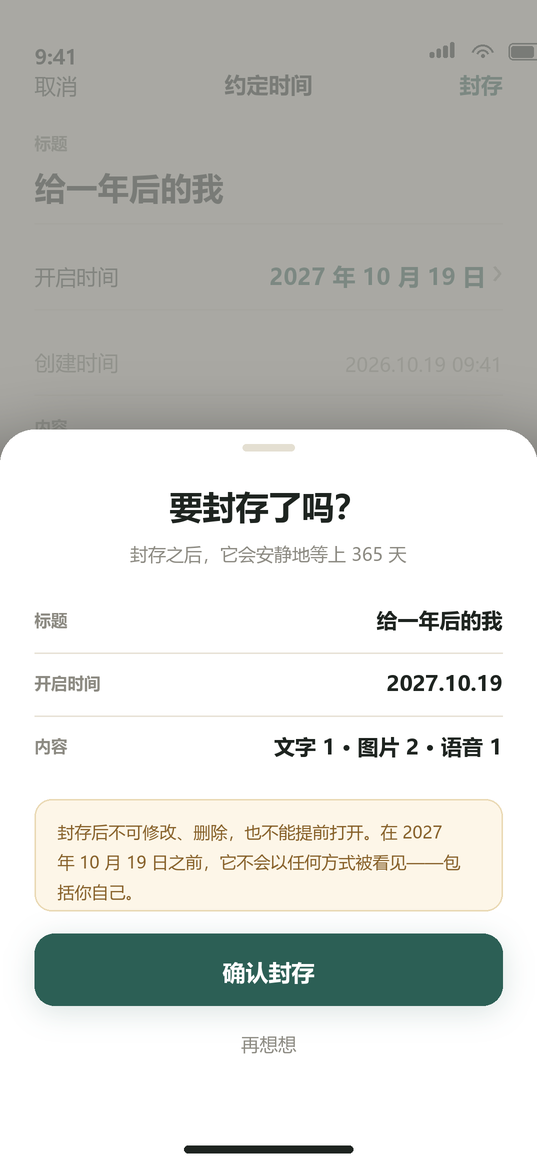 9:41
取消
约定时间
封存
标题
给一年后的我
开启时间
2027 年 10 月 19 日
创建时间
2026.10.19 09:41
内容
要封存了吗？
封存之后，它会安静地等上 365 天
标题
给一年后的我
开启时间
2027.10.19
内容
文字 1 • 图片 2 • 语音 1
封存后不可修改、删除，也不能提前打开。在 2027
年 10 月 19 日之前，它不会以任何方式被看见——包
括你自己。
确认封存
再想想